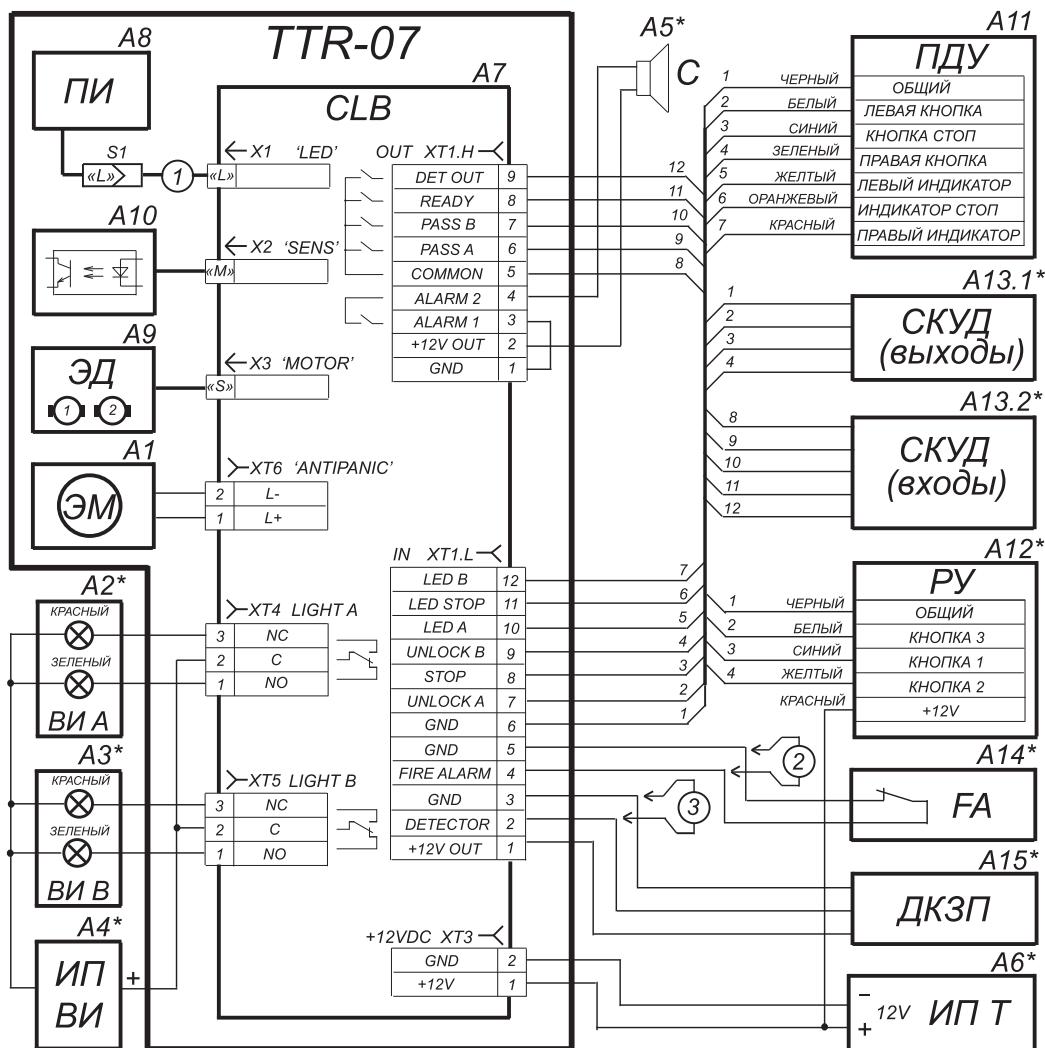 TTR-07
A8
ПИ
S1
«L»
1
A10
A9
ЭД
1
2
A1
ЭМ
A7
CLB
X1 'LED'
«L»
X2 'SENS'
«M»
X3 'MOTOR'
«S»
XT6 'ANTIPANIC'
2 L-
1 L+
XT4 LIGHT A
3 NC
2 C
1 NO
XT5 LIGHT B
3 NC
2 C
1 NO
OUT XT1.H
DET OUT 9
READY 8
PASS B 7
PASS A 6
COMMON 5
ALARM 2 4
ALARM 1 3
+12V OUT 2
GND 1
IN XT1.L
LED B 12
LED STOP 11
LED A 10
UNLOCK B 9
STOP 8
UNLOCK A 7
GND 6
GND 5
FIRE ALARM 4
GND 3
DETECTOR 2
+12V OUT 1
+12VDC XT3
GND 2
+12V 1
A2*
КРАСНЫЙ
ЗЕЛЕНЫЙ
ВИ А
A3*
КРАСНЫЙ
ЗЕЛЕНЫЙ
ВИ В
A4*
ИП
ВИ
+
A5*
С
12
11
10
9
8
7
6
5
4
3
2
1
A11
ПДУ
1 ЧЕРНЫЙ ОБЩИЙ
2 БЕЛЫЙ ЛЕВАЯ КНОПКА
3 СИНИЙ КНОПКА СТОП
4 ЗЕЛЕНЫЙ ПРАВАЯ КНОПКА
5 ЖЕЛТЫЙ ЛЕВЫЙ ИНДИКАТОР
6 ОРАНЖЕВЫЙ ИНДИКАТОР СТОП
7 КРАСНЫЙ ПРАВЫЙ ИНДИКАТОР
A13.1*
1
2
3
4
СКУД
(выходы)
A13.2*
8
9
10
11
12
СКУД
(входы)
A12*
РУ
1 ЧЕРНЫЙ ОБЩИЙ
2 БЕЛЫЙ КНОПКА 3
3 СИНИЙ КНОПКА 1
4 ЖЕЛТЫЙ КНОПКА 2
КРАСНЫЙ +12V
2
3
A14*
FA
A15*
ДКЗП
A6*
−
+
12V ИП Т